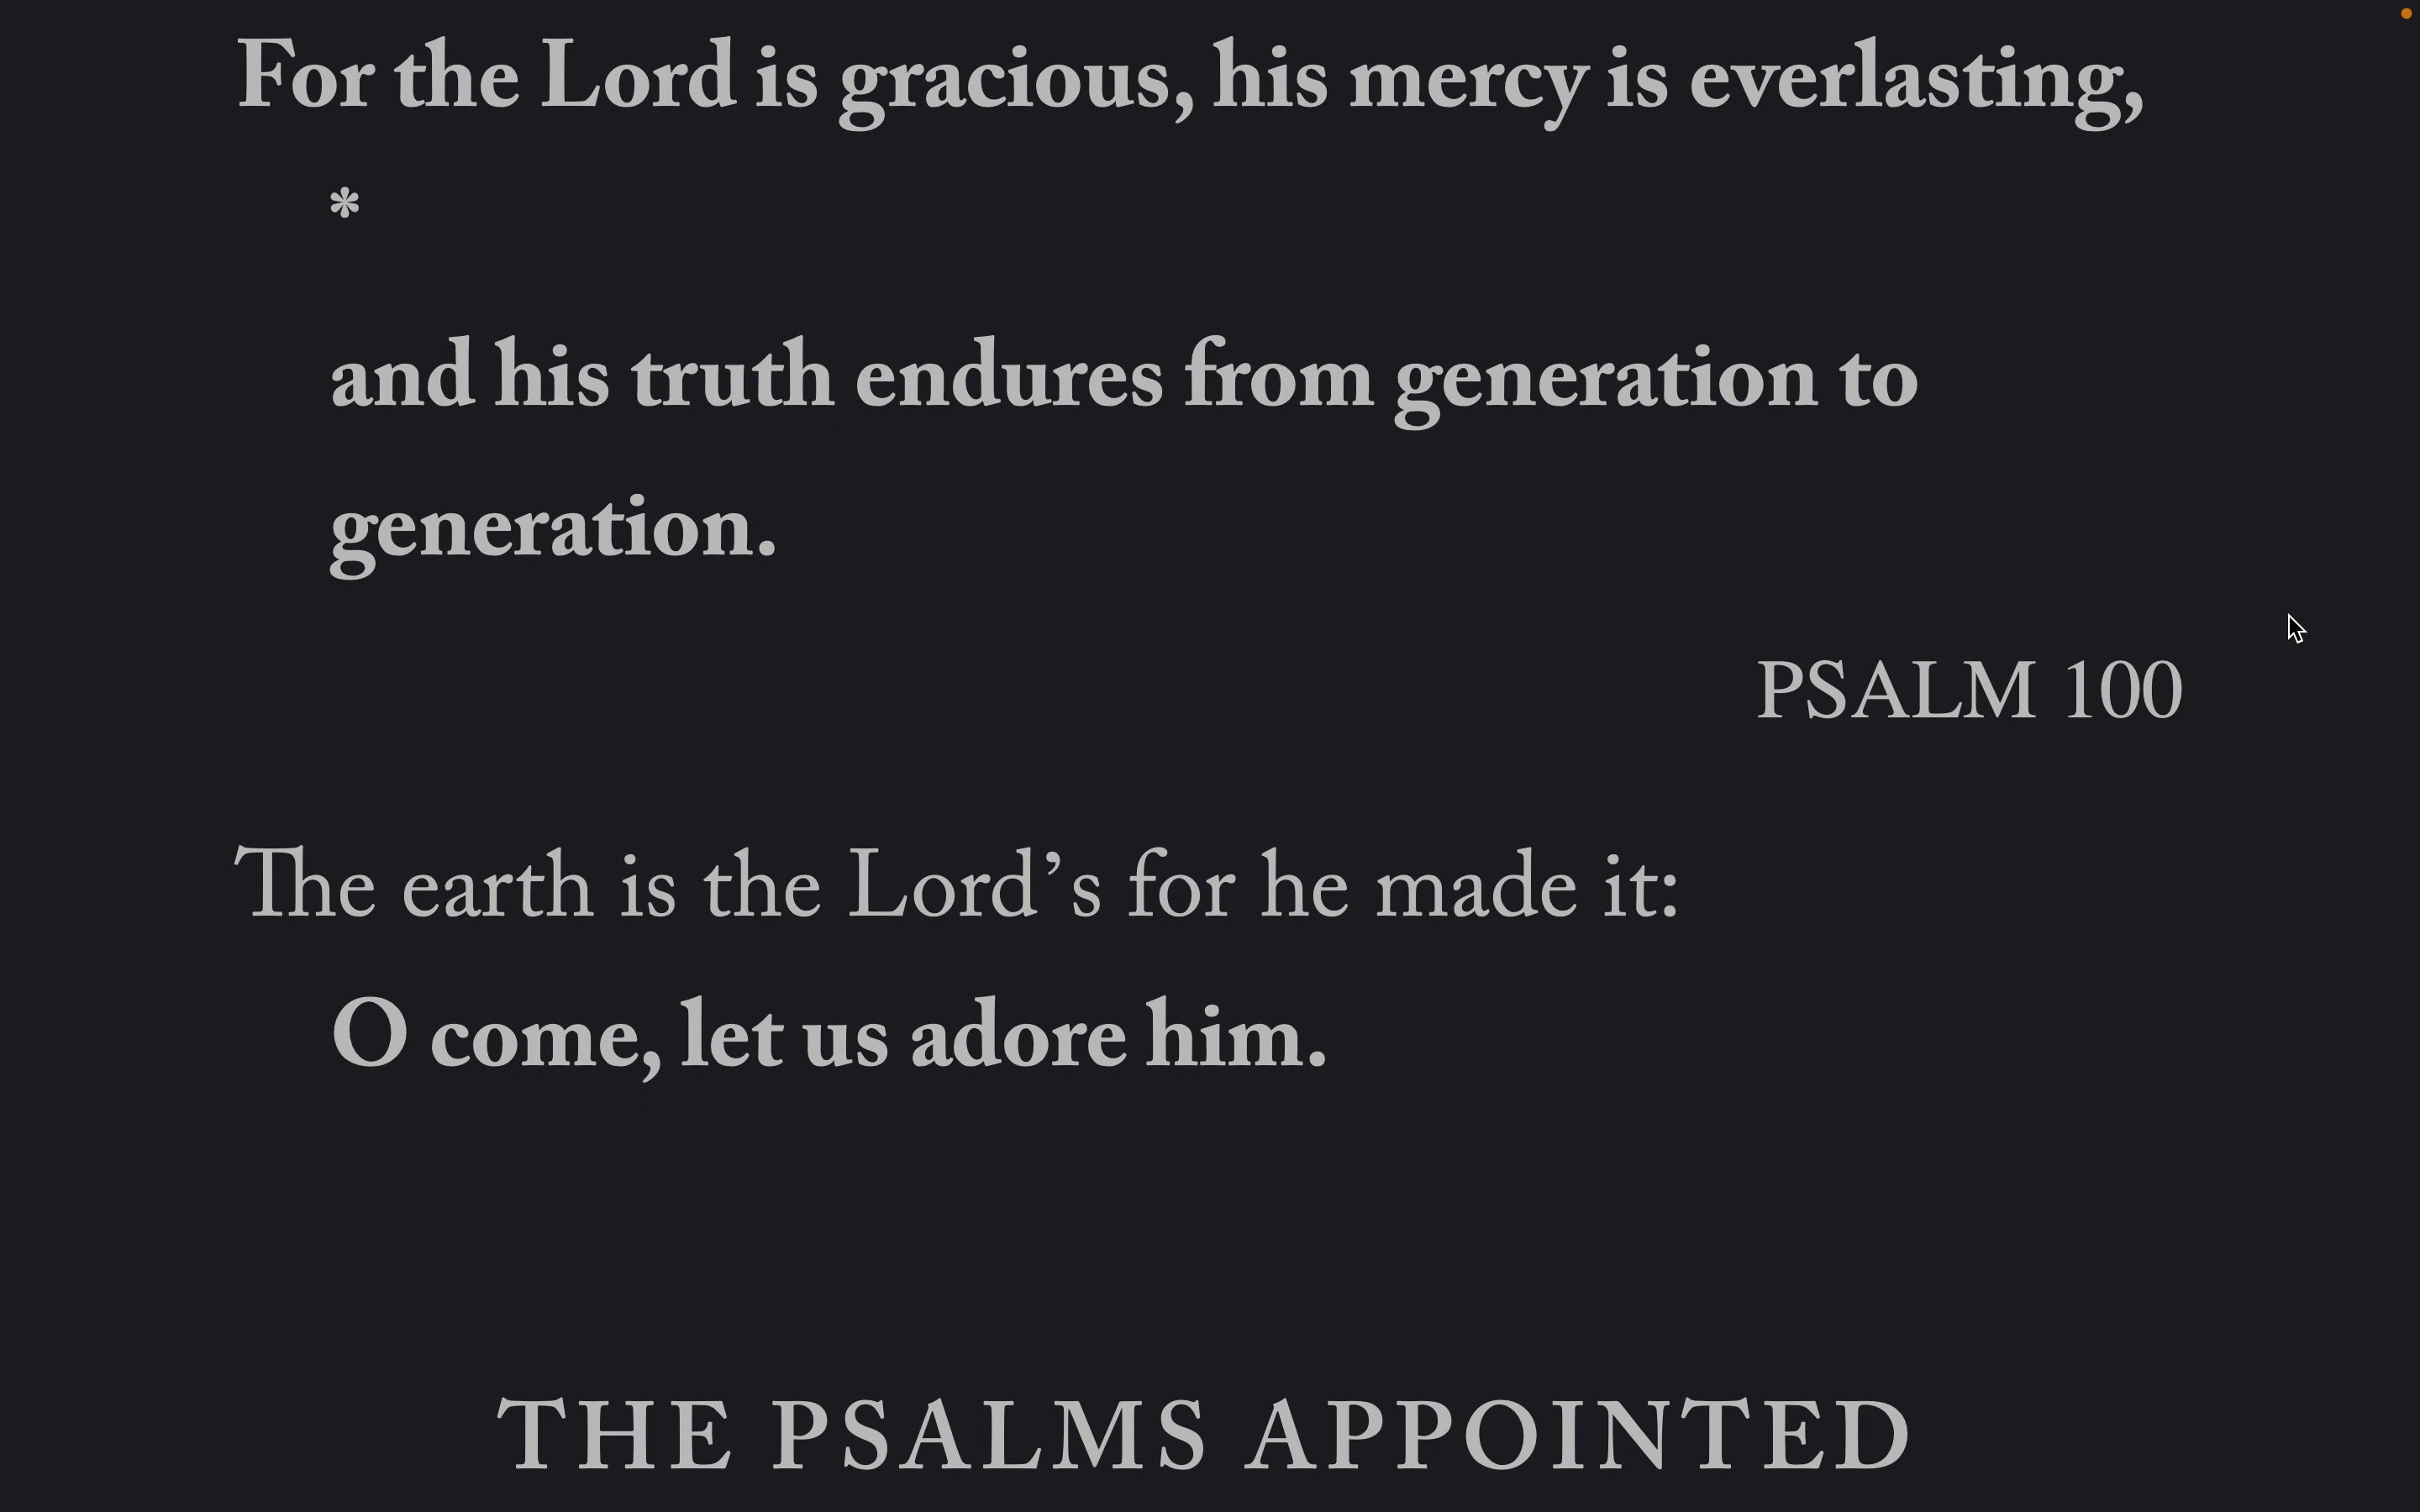 For the Lord is gracious, his mercy is everlasting,
*
and his truth endures from generation to
generation.
PSALM 100
The earth is the Lord’s for he made it:
O come, let us adore him.
THE PSALMS APPOINTED